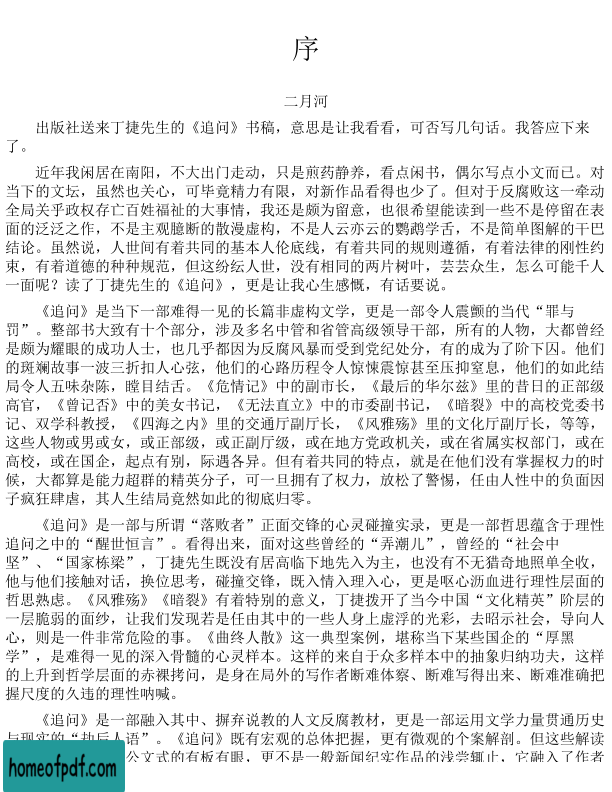 序
二月河
出版社送来丁捷先生的《追问》书稿，意思是让我看看，可否写几句话。我答应下来
了。
近年我闲居在南阳，不大出门走动，只是煎药静养，看点闲书，偶尔写点小文而已。对
当下的文坛，虽然也关心，可毕竟精力有限，对新作品看得也少了。但对于反腐败这一牵动
全局关乎政权存亡百姓福祉的大事情，我还是颇为留意，也很希望能读到一些不是停留在表
面的泛泛之作，不是主观臆断的散漫虚构，不是人云亦云的鹦鹉学舌，不是简单图解的干巴
结论。虽然说，人世间有着共同的基本人伦底线，有着共同的规则遵循，有着法律的刚性约
束，有着道德的种种规范，但这纷纭人世，没有相同的两片树叶，芸芸众生，怎么可能千人
一面呢？读了丁捷先生的《追问》，更是让我心生感慨，有话要说。
《追问》是当下一部难得一见的长篇非虚构文学，更是一部令人震颤的当代“罪与
罚”。整部书大致有十个部分，涉及多名中管和省管高级领导干部，所有的人物，大都曾经
是颇为耀眼的成功人士，也几乎都因为反腐风暴而受到党纪处分，有的成为了阶下囚。他们
的斑斓故事一波三折扣人心弦，他们的心路历程令人惊悚震惊甚至压抑窒息，他们的如此结
局令人五味杂陈，瞠目结舌。《危情记》中的副市长，《最后的华尔兹》里的昔日的正部级
高官，《曾记否》中的美女书记，《无法直立》中的市委副书记，《暗裂》中的高校党委书
记、双学科教授，《四海之内》里的交通厅副厅长，《风雅殇》里的文化厅副厅长，等等，
这些人物或男或女，或正部级，或正副厅级，或在地方党政机关，或在省属实权部门，或在
高校，或在国企，起点有别，际遇各异。但有着共同的特点，就是在他们没有掌握权力的时
候，大都算是能力超群的精英分子，可一旦拥有了权力，放松了警惕，任由人性中的负面因
子疯狂肆虐，其人生结局竟然如此的彻底归零。
《追问》是一部与所谓“落败者”正面交锋的心灵碰撞实录，更是一部哲思蕴含于理性
追问之中的“醒世恒言”。看得出来，面对这些曾经的“弄潮儿”，曾经的“社会中
坚”、“国家栋梁”，丁捷先生既没有居高临下地先入为主，也没有不无猎奇地照单全收，
他与他们接触对话，换位思考，碰撞交锋，既入情入理入心，更是呕心沥血进行理性层面的
哲思熟虑。《风雅殇》《暗裂》有着特别的意义，丁捷拨开了当今中国“文化精英”阶层的
一层脆弱的面纱，让我们发现若是任由其中的一些人身上虚浮的光彩，去昭示社会，导向人
心，则是一件非常危险的事。《曲终人散》这一典型案例，堪称当下某些国企的“厚黑
学”，是难得一见的深入骨髓的心灵样本。这样的来自于众多样本中的抽象归纳功夫，这样
的上升到哲学层面的赤裸拷问，是身在局外的写作者断难体察、断难写得出来、断难准确把
握尺度的久违的理性呐喊。
《追问》是一部融入其中、摒弃说教的人文反腐教材，更是一部运用文学力量贯通历史
与现实的“劫后人语”。《追问》既有宏观的总体把握，更有微观的个案解剖。但这些解读
公文式的有板有眼，更不是一般新闻纪实作品的浅尝辄止，它融入了作者
homeofpdf.com